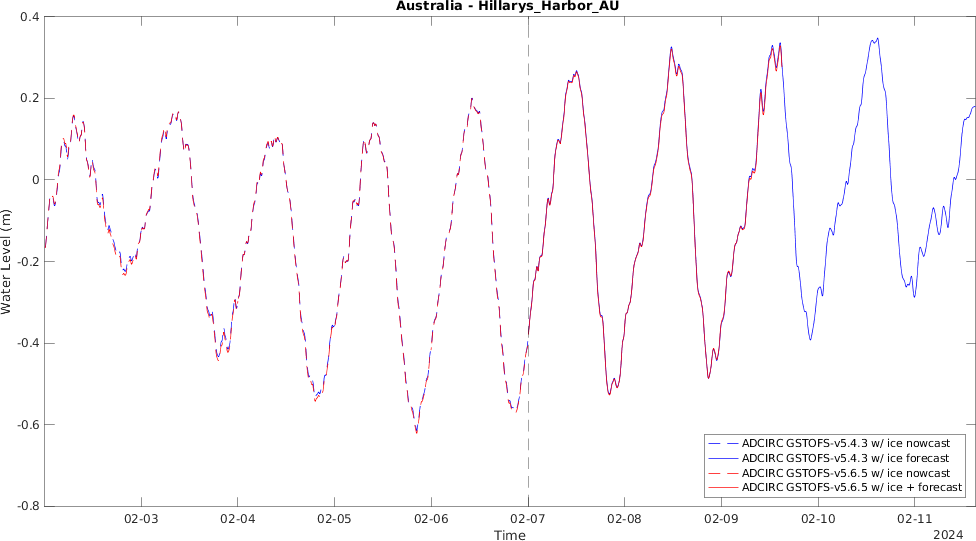 Australia - Hillarys_Harbor_AU
0.4
0.2
0
-0.2
-0.4
-0.6
-0.8
Water Level (m)
ADCIRC GSTOFS-v5.4.3 w/ ice nowcast
ADCIRC GSTOFS-v5.4.3 w/ ice forecast
ADCIRC GSTOFS-v5.6.5 w/ ice nowcast
ADCIRC GSTOFS-v5.6.5 w/ ice + forecast
02-03 02-04 02-05 02-06 02-07 02-08 02-09 02-10 02-11
Time
2024